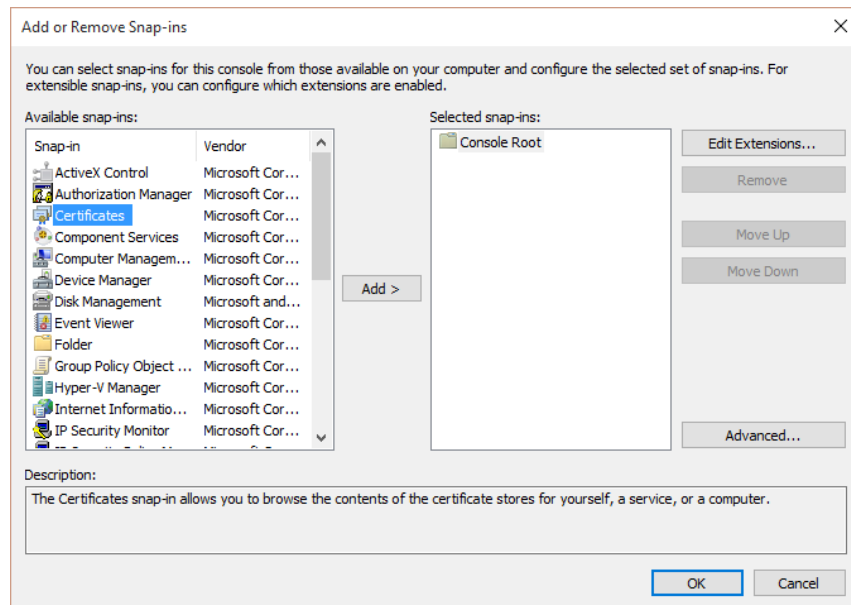 Add or Remove Snap-ins
You can select snap-ins for this console from those available on your computer and configure the selected set of snap-ins. For
extensible snap-ins, you can configure which extensions are enabled.
Available snap-ins:
Snap-in Vendor
ActiveX Control Microsoft Cor...
Authorization Manager Microsoft Cor...
Certificates Microsoft Cor...
Component Services Microsoft Cor...
Computer Managem... Microsoft Cor...
Device Manager Microsoft Cor...
Disk Management Microsoft and...
Event Viewer Microsoft Cor...
Folder Microsoft Cor...
Group Policy Object ... Microsoft Cor...
Hyper-V Manager Microsoft Cor...
Internet Informatio... Microsoft Cor...
IP Security Monitor Microsoft Cor...
Add >
Selected snap-ins:
Console Root
Edit Extensions...
Remove
Move Up
Move Down
Advanced...
Description:
The Certificates snap-in allows you to browse the contents of the certificate stores for yourself, a service, or a computer.
OK
Cancel